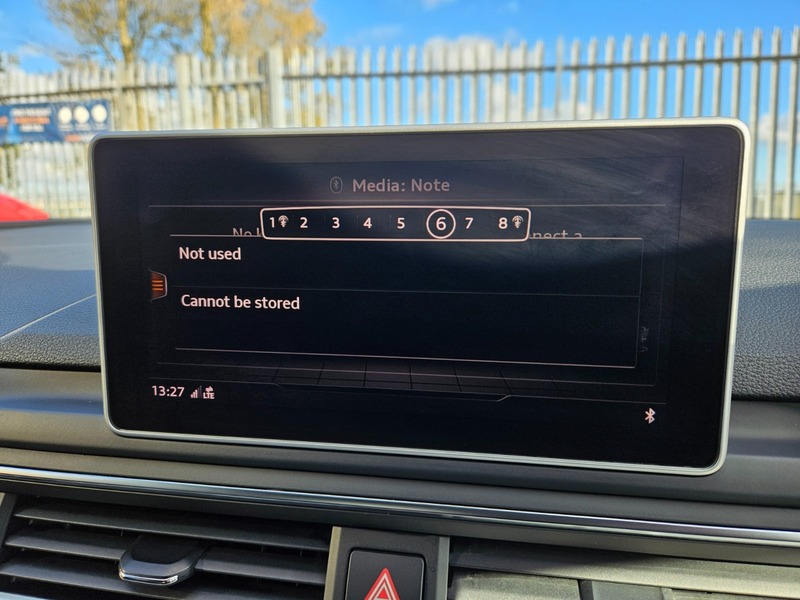 Media: Note
1 2 3 4 5 6 7 8
Not used
Cannot be stored
13:27 LTE